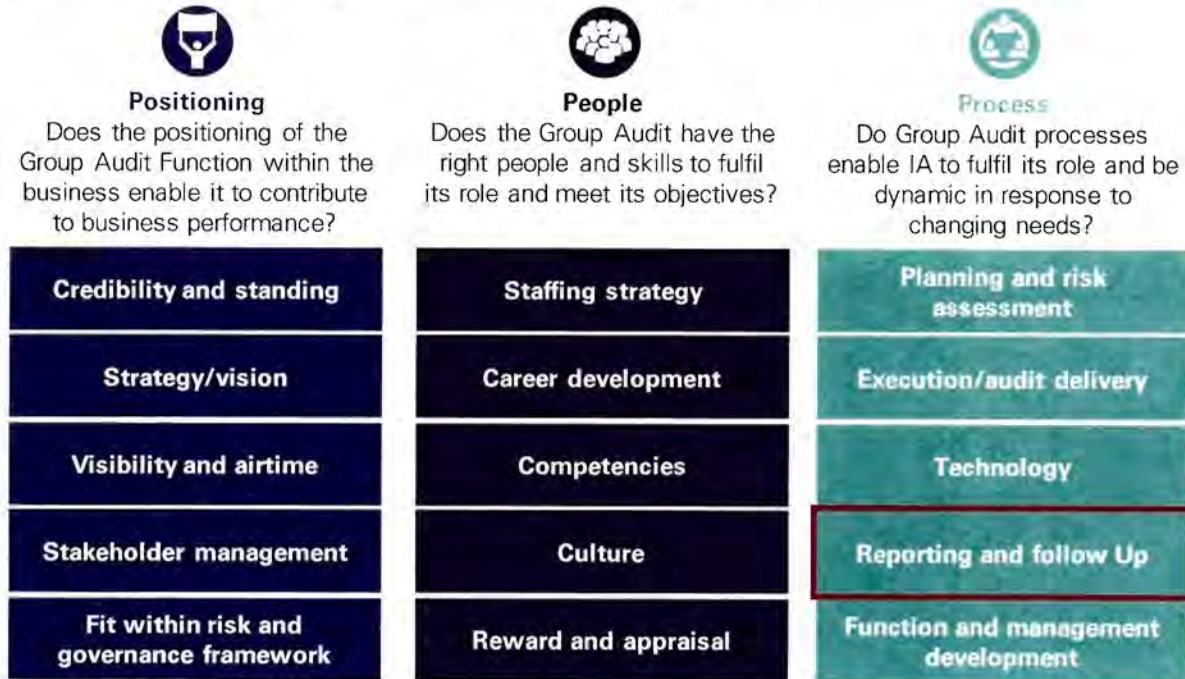 Positioning
Does the positioning of the
Group Audit Function within the
business enable it to contribute
to business performance?
Credibility and standing
Strategy/vision
Visibility and airtime
Stakeholder management
Fit within risk and
governance framework
People
Does the Group Audit have the
right people and skills to fulfil
its role and meet its objectives?
Staffing strategy
Career development
Competencies
Culture
Reward and appraisal
Process
Do Group Audit processes
enable IA to fulfil its role and be
dynamic in response to
changing needs?
Planning and risk
assessment
Execution/audit delivery
Technology
Reporting and follow Up
Function and management
development